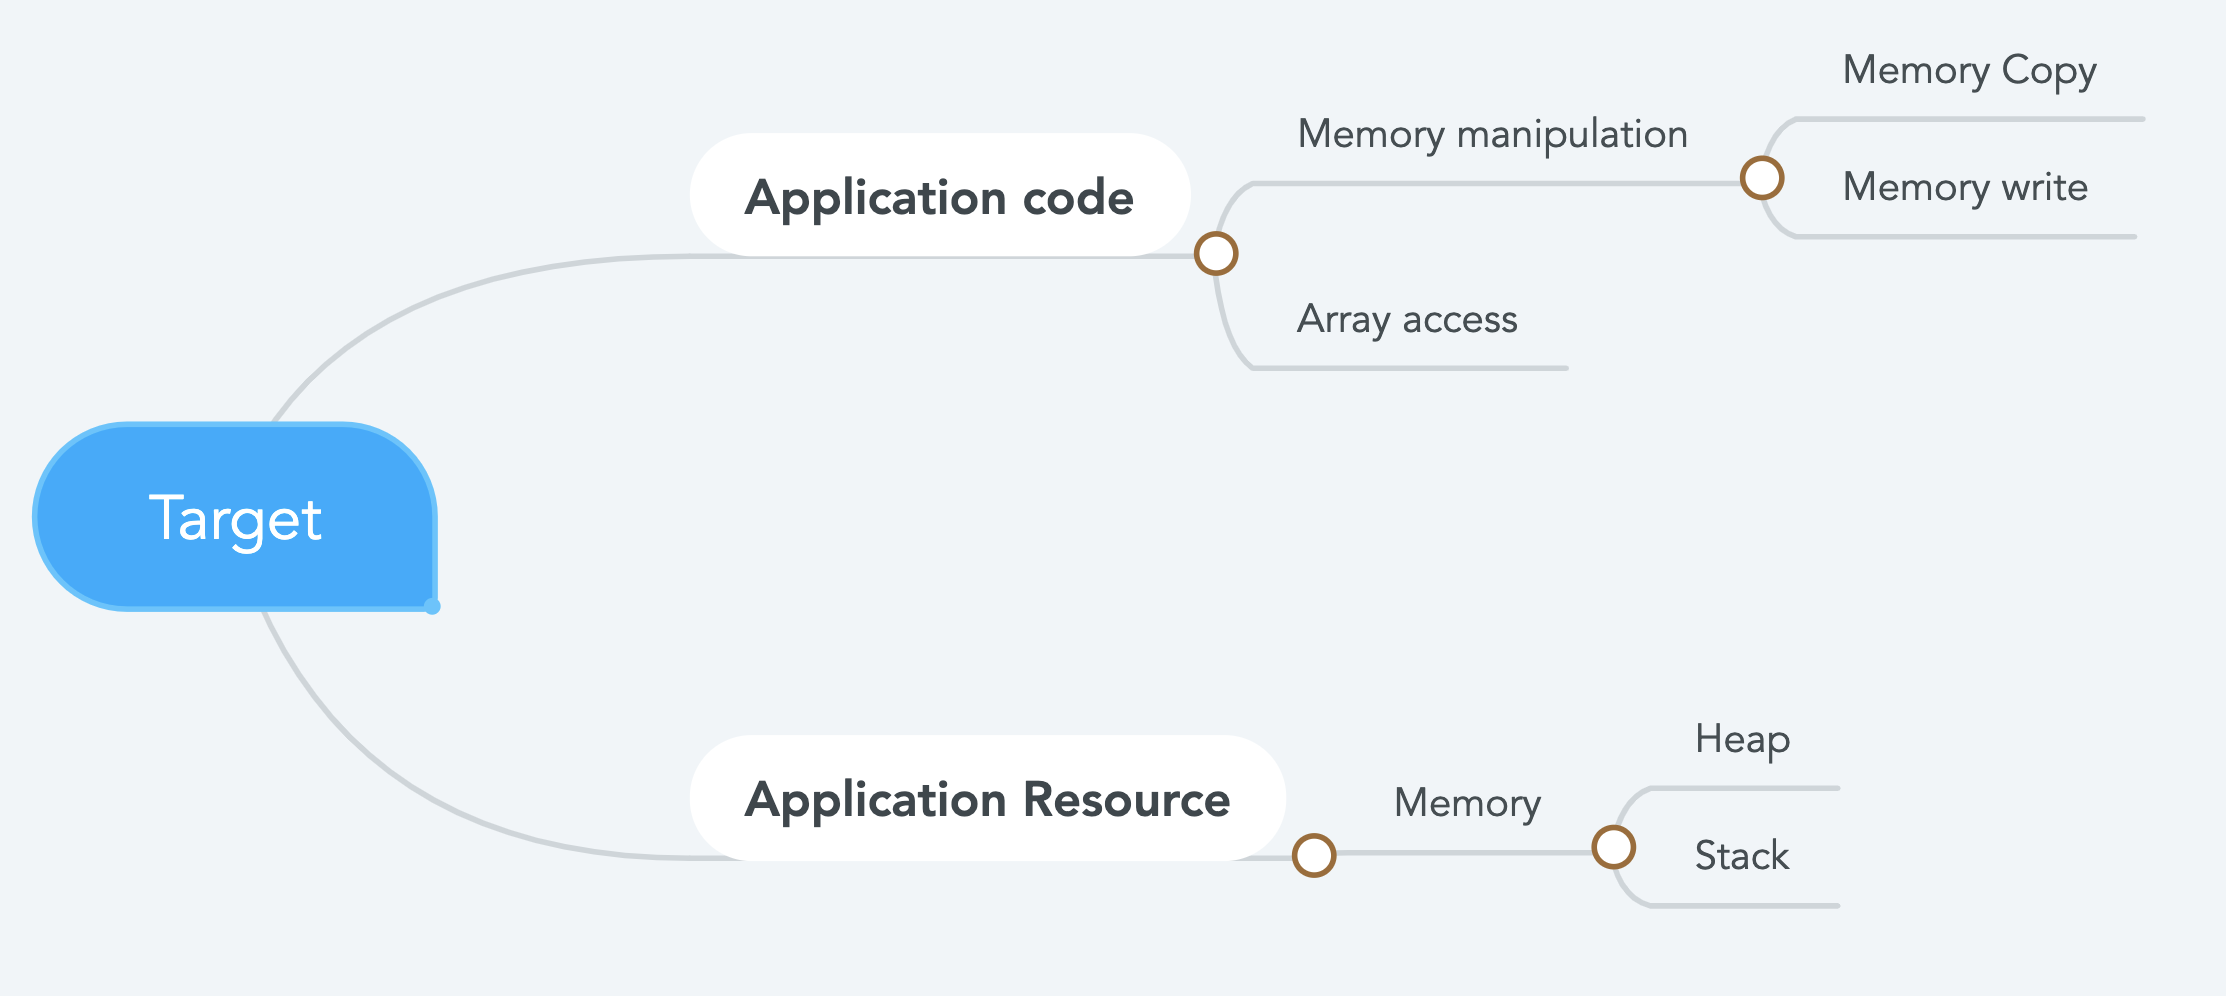 Target
Application code
Memory manipulation
Memory Copy
Memory write
Array access
Application Resource
Memory
Heap
Stack